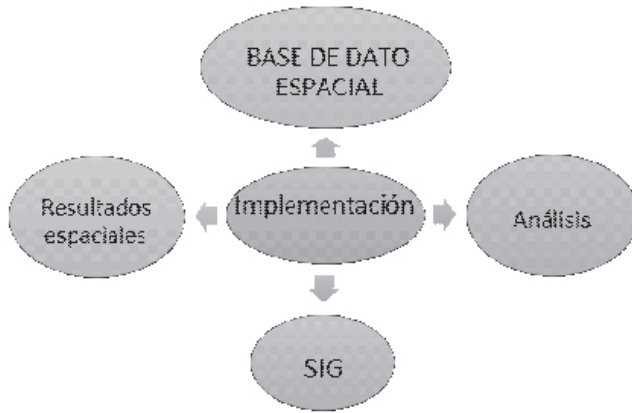 BASE DE DATO
ESPACIAL
Resultados
espaciales
Implementación
Análisis
SIG